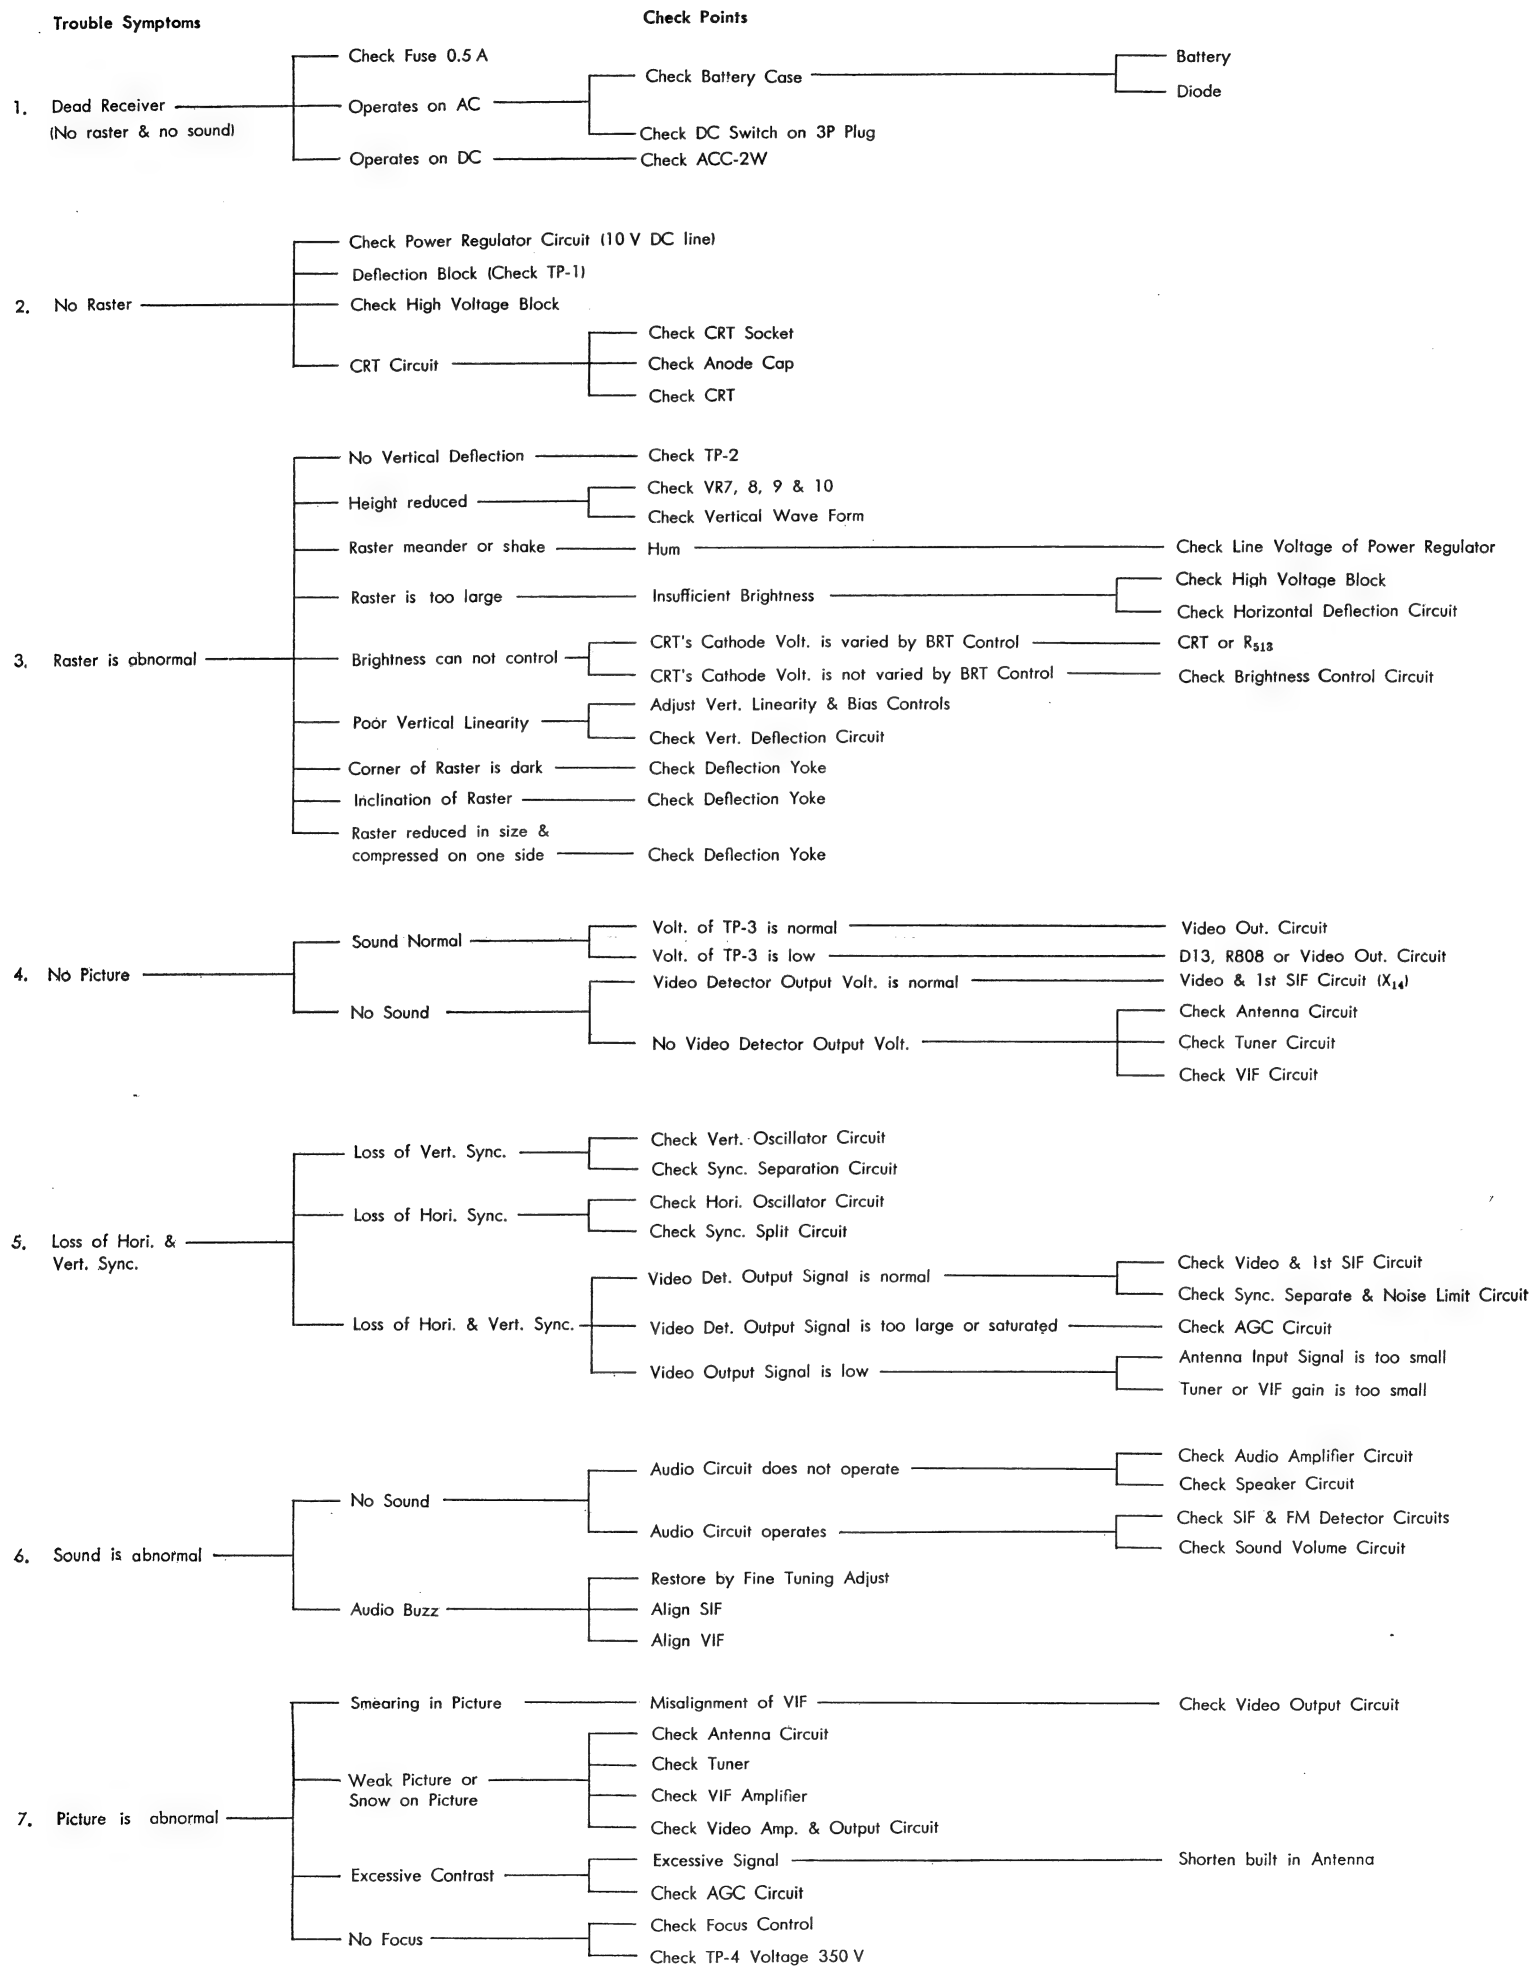 Trouble Symptoms
Check Points
1. Dead Receiver
(No raster & no sound)
Check Fuse 0.5 A
Operates on AC
Check Battery Case
Battery
Diode
Check DC Switch on 3P Plug
Operates on DC
Check ACC-2W
2. No Raster
Check Power Regulator Circuit (10 V DC line)
Deflection Block (Check TP-1)
Check High Voltage Block
CRT Circuit
Check CRT Socket
Check Anode Cap
Check CRT
3. Raster is abnormal
No Vertical Deflection
Check TP-2
Height reduced
Check VR7, 8, 9 & 10
Check Vertical Wave Form
Raster meander or shake
Hum
Check Line Voltage of Power Regulator
Raster is too large
Insufficient Brightness
Check High Voltage Block
Check Horizontal Deflection Circuit
Brightness can not control
CRT's Cathode Volt. is varied by BRT Control
CRT or R513
CRT's Cathode Volt. is not varied by BRT Control
Check Brightness Control Circuit
Poor Vertical Linearity
Adjust Vert. Linearity & Bias Controls
Check Vert. Deflection Circuit
Corner of Raster is dark
Check Deflection Yoke
Inclination of Raster
Check Deflection Yoke
Raster reduced in size &
compressed on one side
Check Deflection Yoke
4. No Picture
Sound Normal
Volt. of TP-3 is normal
Video Out. Circuit
Volt. of TP-3 is low
D13, R808 or Video Out. Circuit
No Sound
Video Detector Output Volt. is normal
Video & 1st SIF Circuit (X14)
No Video Detector Output Volt.
Check Antenna Circuit
Check Tuner Circuit
Check VIF Circuit
5. Loss of Hori. &
Vert. Sync.
Loss of Vert. Sync.
Check Vert. Oscillator Circuit
Check Sync. Separation Circuit
Loss of Hori. Sync.
Check Hori. Oscillator Circuit
Check Sync. Split Circuit
Loss of Hori. & Vert. Sync.
Video Det. Output Signal is normal
Check Video & 1st SIF Circuit
Check Sync. Separate & Noise Limit Circuit
Video Det. Output Signal is too large or saturated
Check AGC Circuit
Video Output Signal is low
Antenna Input Signal is too small
Tuner or VIF gain is too small
6. Sound is abnormal
No Sound
Audio Circuit does not operate
Check Audio Amplifier Circuit
Check Speaker Circuit
Audio Circuit operates
Check SIF & FM Detector Circuits
Check Sound Volume Circuit
Audio Buzz
Restore by Fine Tuning Adjust
Align SIF
Align VIF
7. Picture is abnormal
Smearing in Picture
Misalignment of VIF
Check Video Output Circuit
Weak Picture or
Snow on Picture
Check Antenna Circuit
Check Tuner
Check VIF Amplifier
Check Video Amp. & Output Circuit
Excessive Contrast
Excessive Signal
Shorten built in Antenna
Check AGC Circuit
No Focus
Check Focus Control
Check TP-4 Voltage 350 V